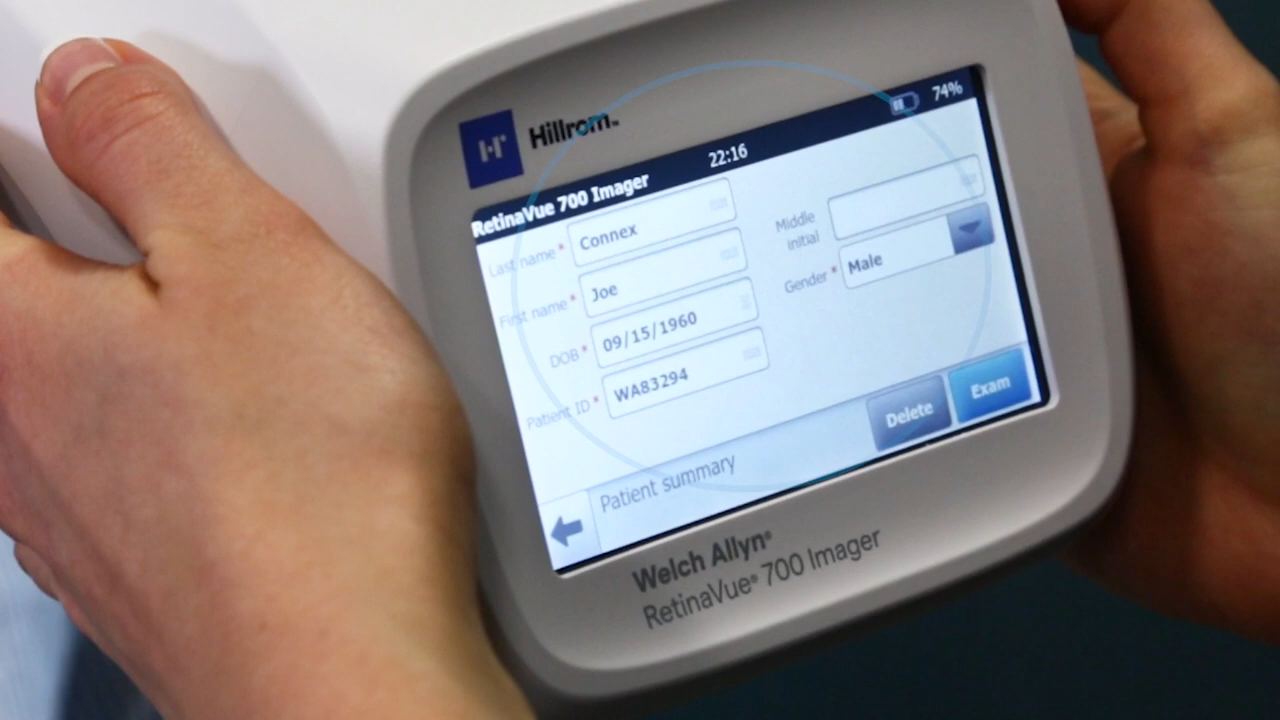 Hillrom™
22:16
74%
RetinaVue 700 Imager
Last name* Connex
Middle initial
First name* Joe
Gender* Male
DOB* 09/15/1960
Patient ID* WA83294
Delete
Exam
Patient summary
Welch Allyn®
RetinaVue® 700 Imager